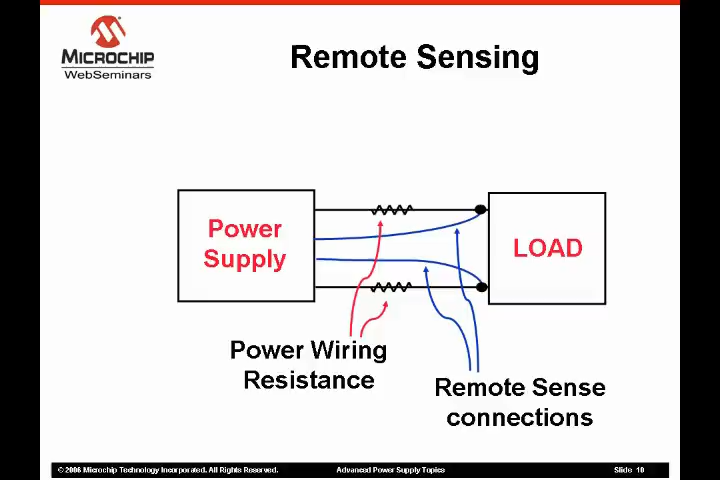 MICROCHIP
WebSeminars
Remote Sensing
Power
Supply
LOAD
Power Wiring
Resistance
Remote Sense
connections
© 2006 Microchip Technology Incorporated. All Rights Reserved.
Advanced Power Supply Topics
Slide 10